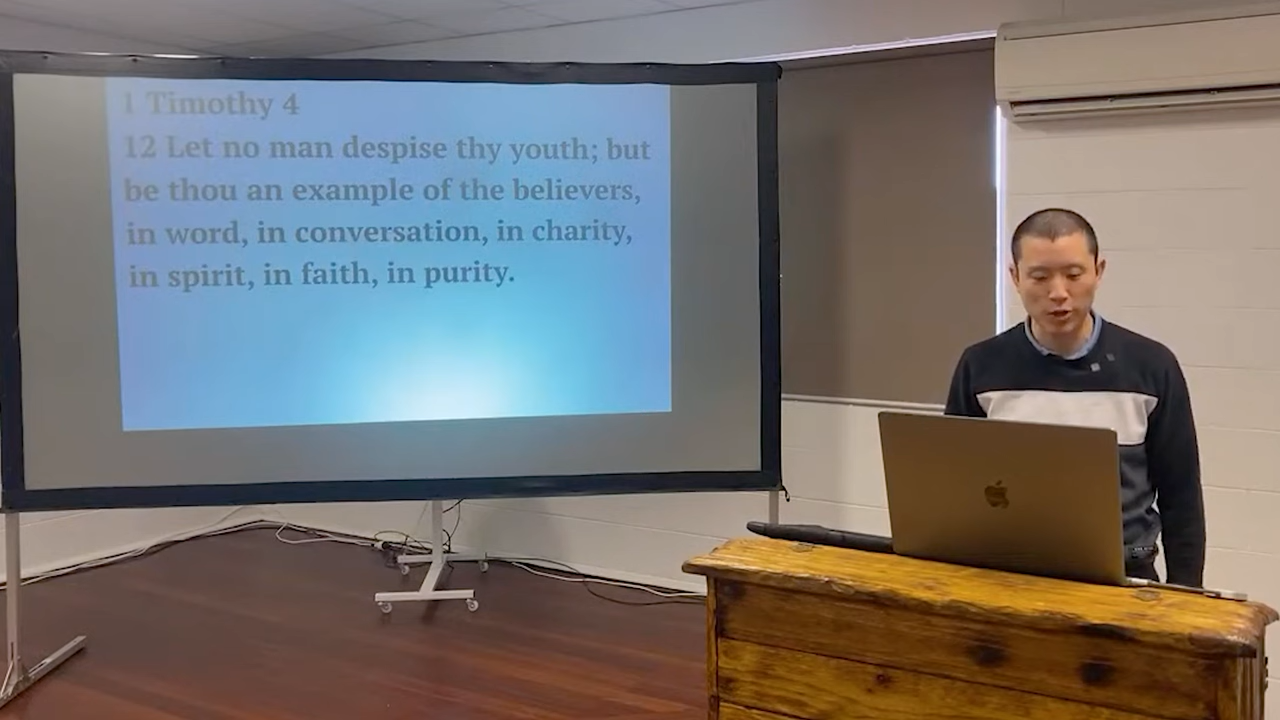 1 Timothy 4
12 Let no man despise thy youth; but
be thou an example of the believers,
in word, in conversation, in charity,
in spirit, in faith, in purity.